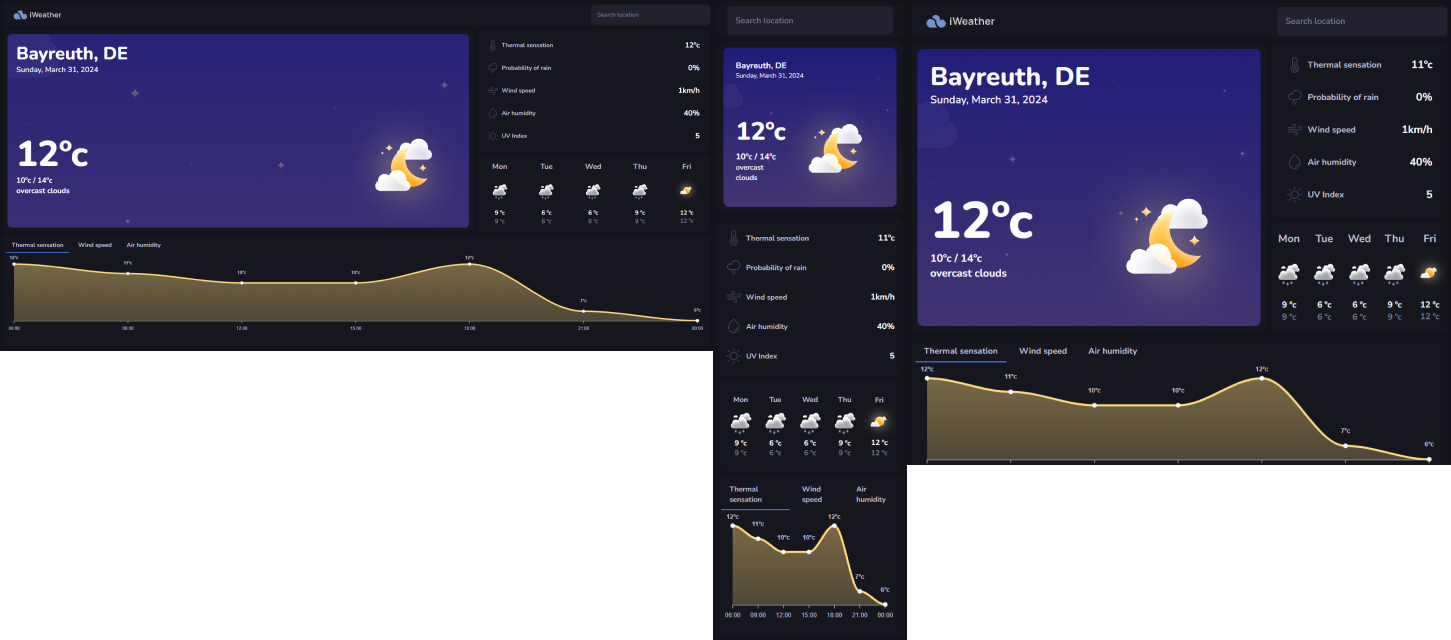 iWeather
Search location
Bayreuth, DE
Sunday, March 31, 2024
12ºc
10ºc / 14ºc
overcast clouds
Thermal sensation 12ºc
Probability of rain 0%
Wind speed 1km/h
Air humidity 40%
UV Index 5
Mon Tue Wed Thu Fri
9 ºc 6 ºc 6 ºc 9 ºc 12 ºc
9 ºc 6 ºc 6 ºc 9 ºc 12 ºc
Thermal sensation Wind speed Air humidity
12ºc 11ºc 10ºc 10ºc 12ºc 7ºc 6ºc
06:00 09:00 12:00 15:00 18:00 21:00 00:00
Search location
Bayreuth, DE
Sunday, March 31, 2024
12ºc
10ºc / 14ºc
overcast
clouds
Thermal sensation 11ºc
Probability of rain 0%
Wind speed 1km/h
Air humidity 40%
UV Index 5
Mon Tue Wed Thu Fri
9 ºc 6 ºc 6 ºc 9 ºc 12 ºc
9 ºc 6 ºc 6 ºc 9 ºc 12 ºc
Thermal Wind Air
sensation speed humidity
12ºc 11ºc 10ºc 10ºc 12ºc 7ºc 6ºc
06:00 09:00 12:00 15:00 18:00 21:00 00:00
iWeather
Search location
Bayreuth, DE
Sunday, March 31, 2024
12ºc
10ºc / 14ºc
overcast clouds
Thermal sensation 11ºc
Probability of rain 0%
Wind speed 1km/h
Air humidity 40%
UV Index 5
Mon Tue Wed Thu Fri
9 ºc 6 ºc 6 ºc 9 ºc 12 ºc
9 ºc 6 ºc 6 ºc 9 ºc 12 ºc
Thermal sensation Wind speed Air humidity
12ºc 11ºc 10ºc 10ºc 12ºc 7ºc 6ºc